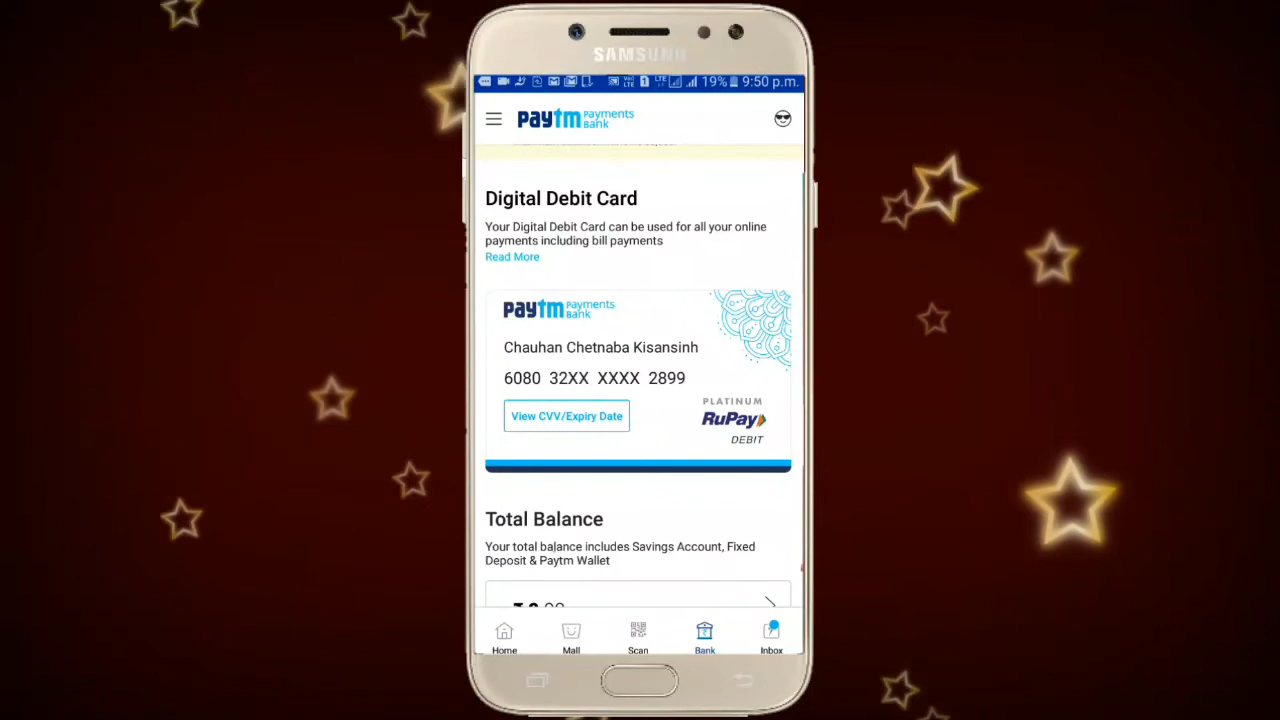 SAMSUNG
LTE 1 LTE 19% 9:50 p.m.
paytm Payments Bank
Digital Debit Card
Your Digital Debit Card can be used for all your online
payments including bill payments
Read More
paytm Payments Bank
Chauhan Chetnaba Kisansinh
6080 32XX XXXX 2899
PLATINUM
View CVV/Expiry Date
RuPay
DEBIT
Total Balance
Your total balance includes Savings Account, Fixed
Deposit & Paytm Wallet
Home Mall Scan Bank Inbox